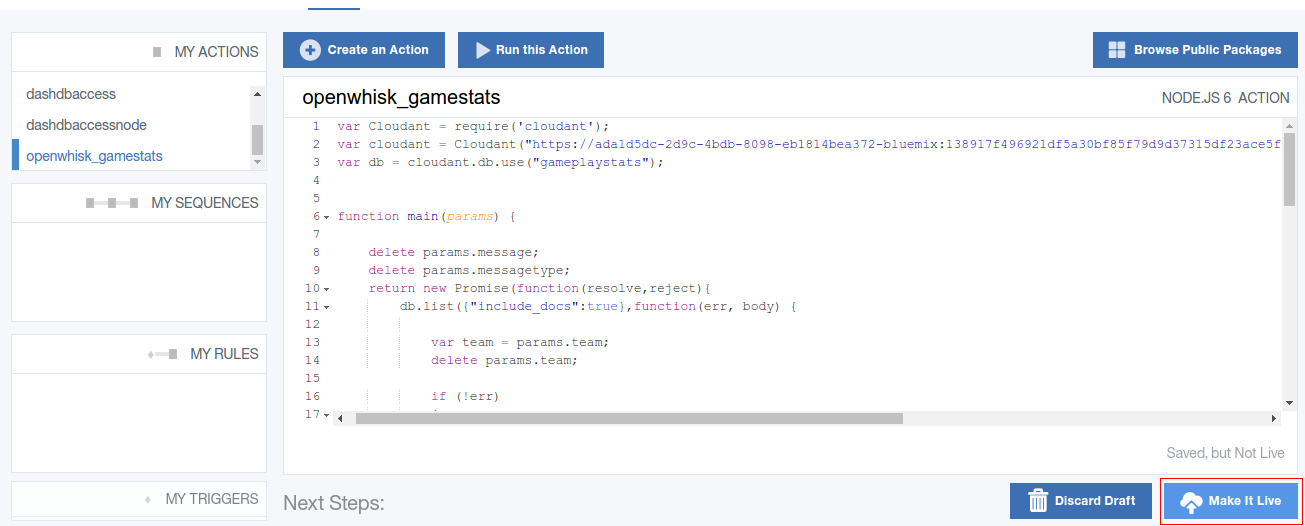 MY ACTIONS
dashdbaccess
dashdbaccessnode
openwhisk_gamestats
MY SEQUENCES
MY RULES
MY TRIGGERS
Create an Action
Run this Action
Browse Public Packages
openwhisk_gamestats
NODE.JS 6 ACTION
1 var Cloudant = require('cloudant');
2 var cloudant = Cloudant("https://ada1d5dc-2d9c-4bdb-8098-eb1814bea372-bluemix:138917f496921df5a30bf85f79d9d37315df23ace5f
3 var db = cloudant.db.use("gameplaystats");
4
5
6 function main(params) {
7
8 delete params.message;
9 delete params.messagetype;
10 return new Promise(function(resolve,reject){
11 db.list({"include_docs":true},function(err, body) {
12
13 var team = params.team;
14 delete params.team;
15
16 if (!err)
17
Saved, but Not Live
Next Steps:
Discard Draft
Make It Live